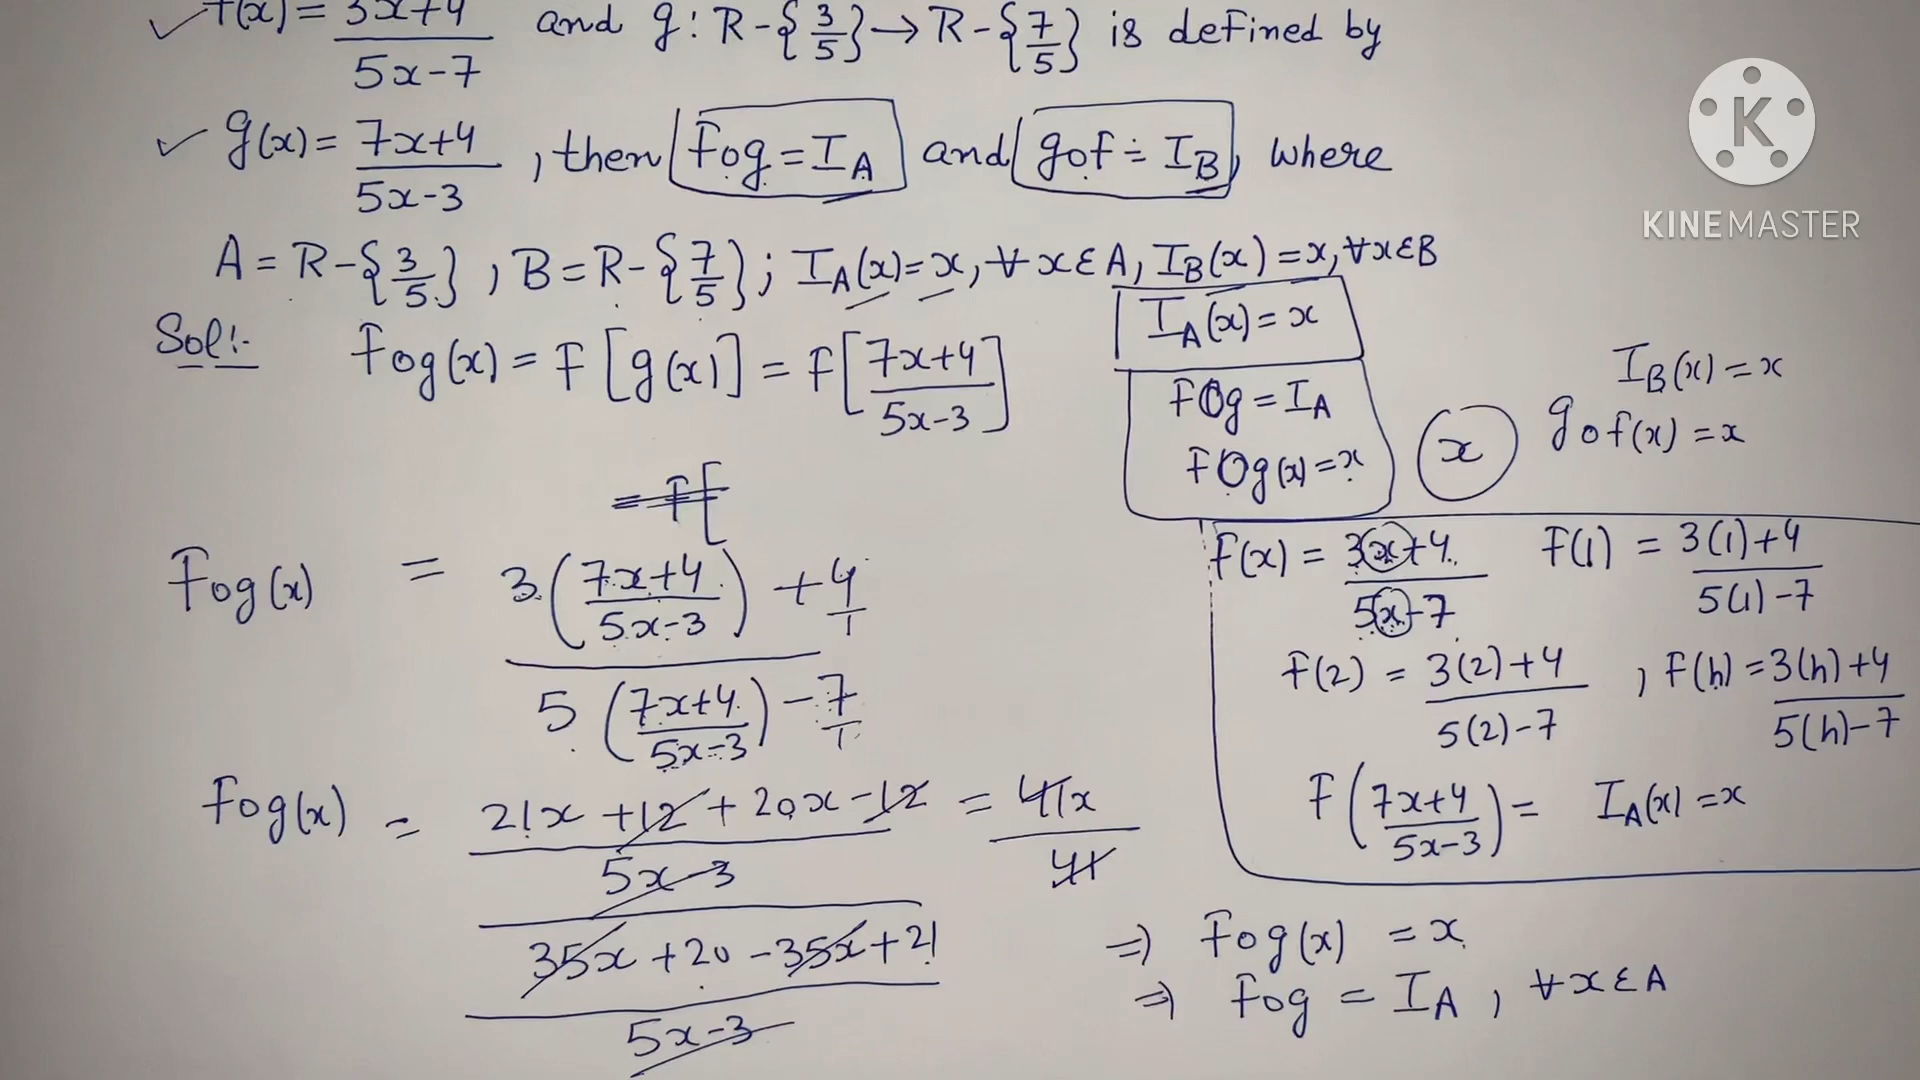 f(x) = 3x+4 / 5x-7 and g: R-{3/5} → R-{7/5} is defined by
g(x) = 7x+4 / 5x-3, then fog = I_A and gof = I_B, where
A = R-{3/5}, B = R-{7/5}; I_A(x) = x, ∀ x ε A, I_B(x) = x, ∀ x ε B
Sol:-
fog(x) = f[g(x)] = f[7x+4 / 5x-3]
= f[
fog(x) = 3(7x+4 / 5x-3) + 4/1
5(7x+4 / 5x-3) - 7/1
fog(x) = 21x + 12 + 20x - 12 / 5x-3 = 41x / 41
35x + 20 - 35x + 21 / 5x-3
I_A(x) = x
fog = I_A
fog(x) = x
x
I_B(x) = x
gof(x) = x
f(x) = 3x+4 / 5x-7 f(1) = 3(1)+4 / 5(1)-7
f(2) = 3(2)+4 / 5(2)-7 , f(h) = 3(h)+4 / 5(h)-7
f(7x+4 / 5x-3) = I_A(x) = x
⇒ fog(x) = x
⇒ fog = I_A, ∀ x ε A
K
KINEMASTER